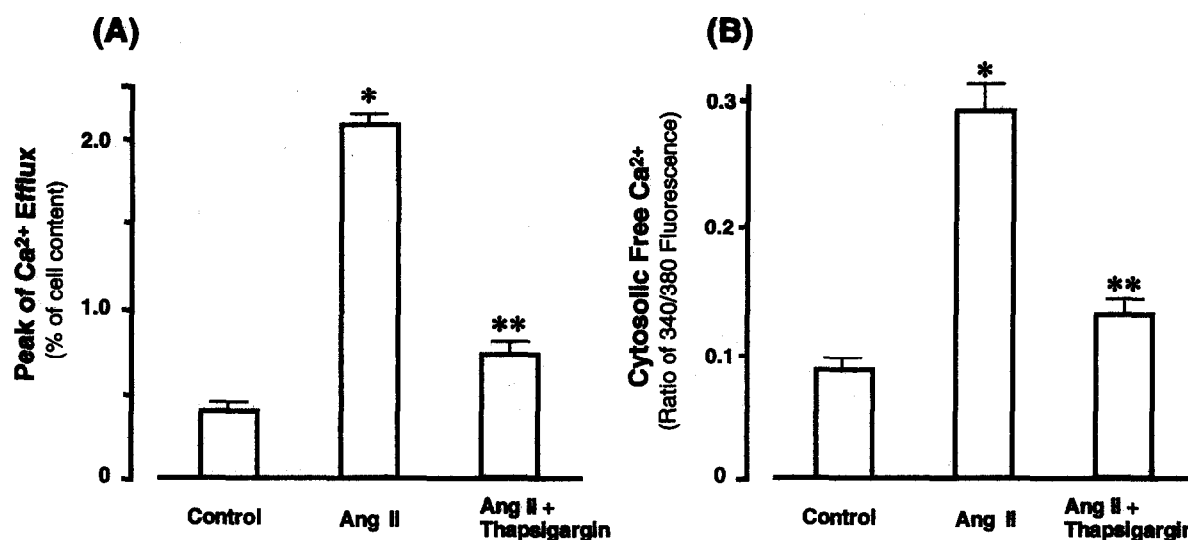 (A)
Peak of Ca²⁺ Efflux
(% of cell content)
2.0
1.0
0
*
**
Control
Ang II
Ang II +
Thapsigargin
(B)
Cytosolic Free Ca²⁺
(Ratio of 340/380 Fluorescence)
0.3
0.2
0.1
0
*
**
Control
Ang II
Ang II +
Thapsigargin